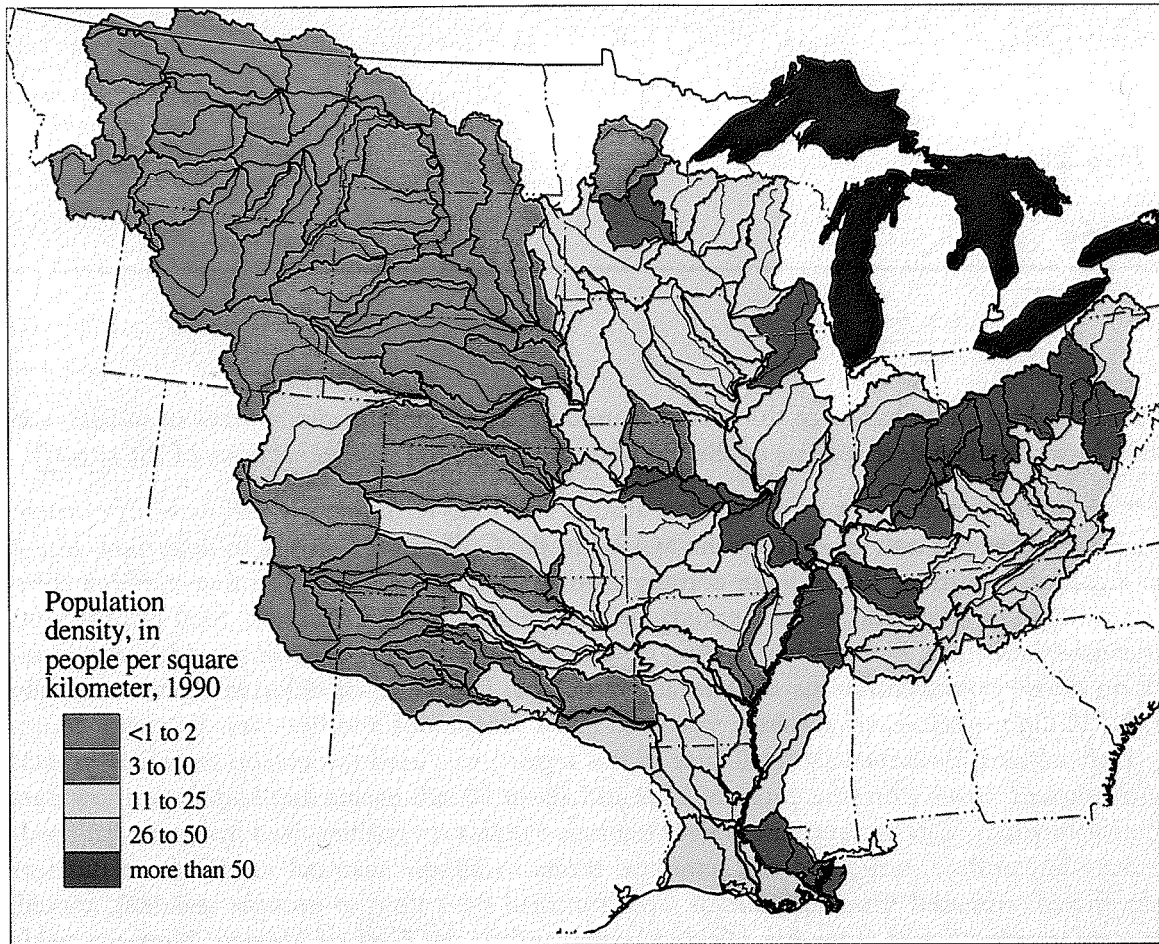 Population
density, in
people per square
kilometer, 1990
<1 to 2
3 to 10
11 to 25
26 to 50
more than 50